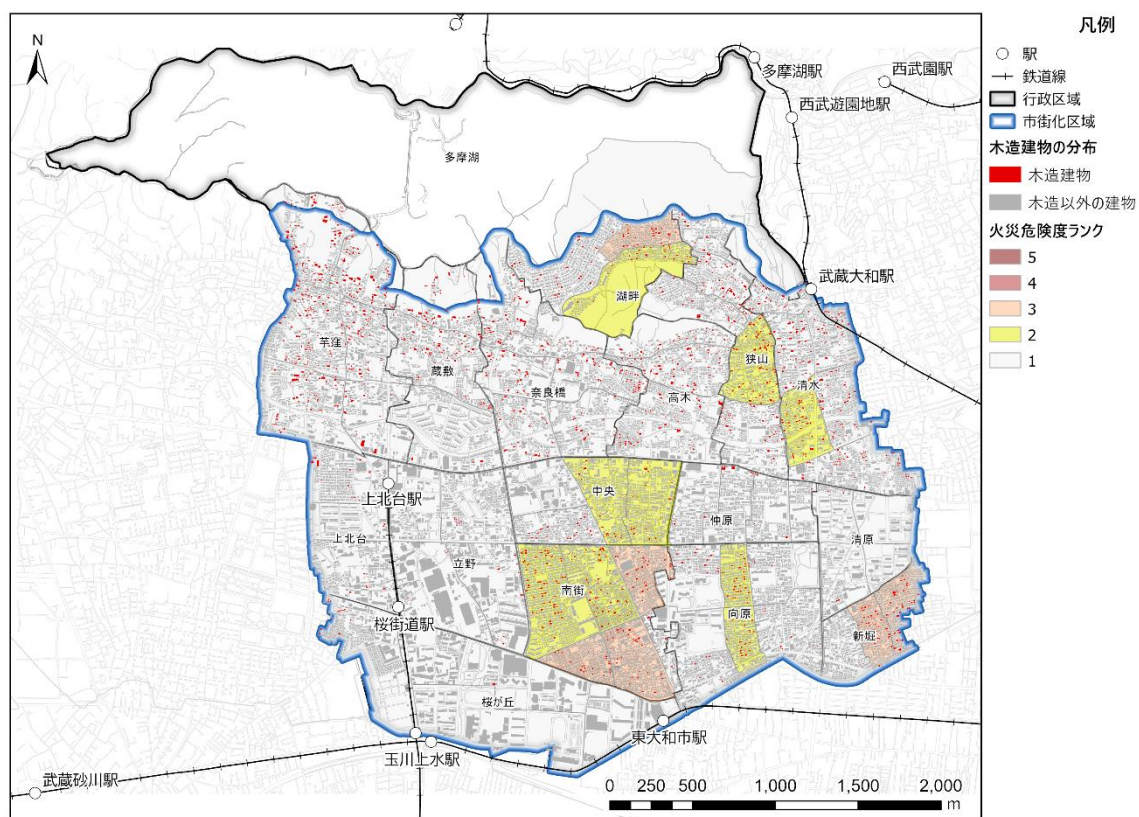 凡例
駅
鉄道線
行政区域
市街化区域
木造建物の分布
木造建物
木造以外の建物
火災危険度ランク
5
4
3
2
1
N
多摩湖駅
西武園駅
西武遊園地駅
多摩湖
武蔵大和駅
湖畔
芋窪
蔵敷
奈良橋
高木
狭山
清水
上北台駅
中央
仲原
清原
上北台
立野
南街
向原
新堀
桜街道駅
桜が丘
東大和市駅
玉川上水駅
武蔵砂川駅
0 250 500 1,000 1,500 2,000
m